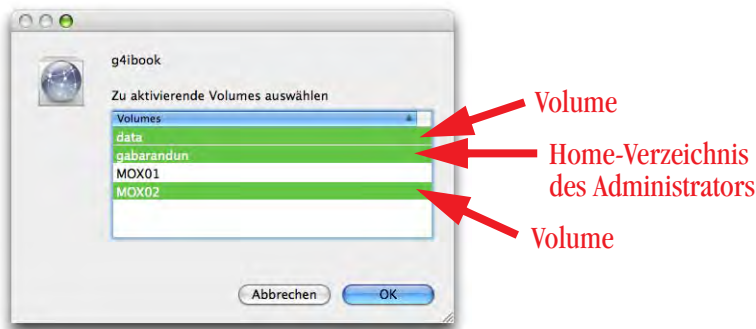 g4ibook
Zu aktivierende Volumes auswählen
Volumes
data
gabarandun
MOX01
MOX02
Abbrechen
OK
Volume
Home-Verzeichnis
des Administrators
Volume